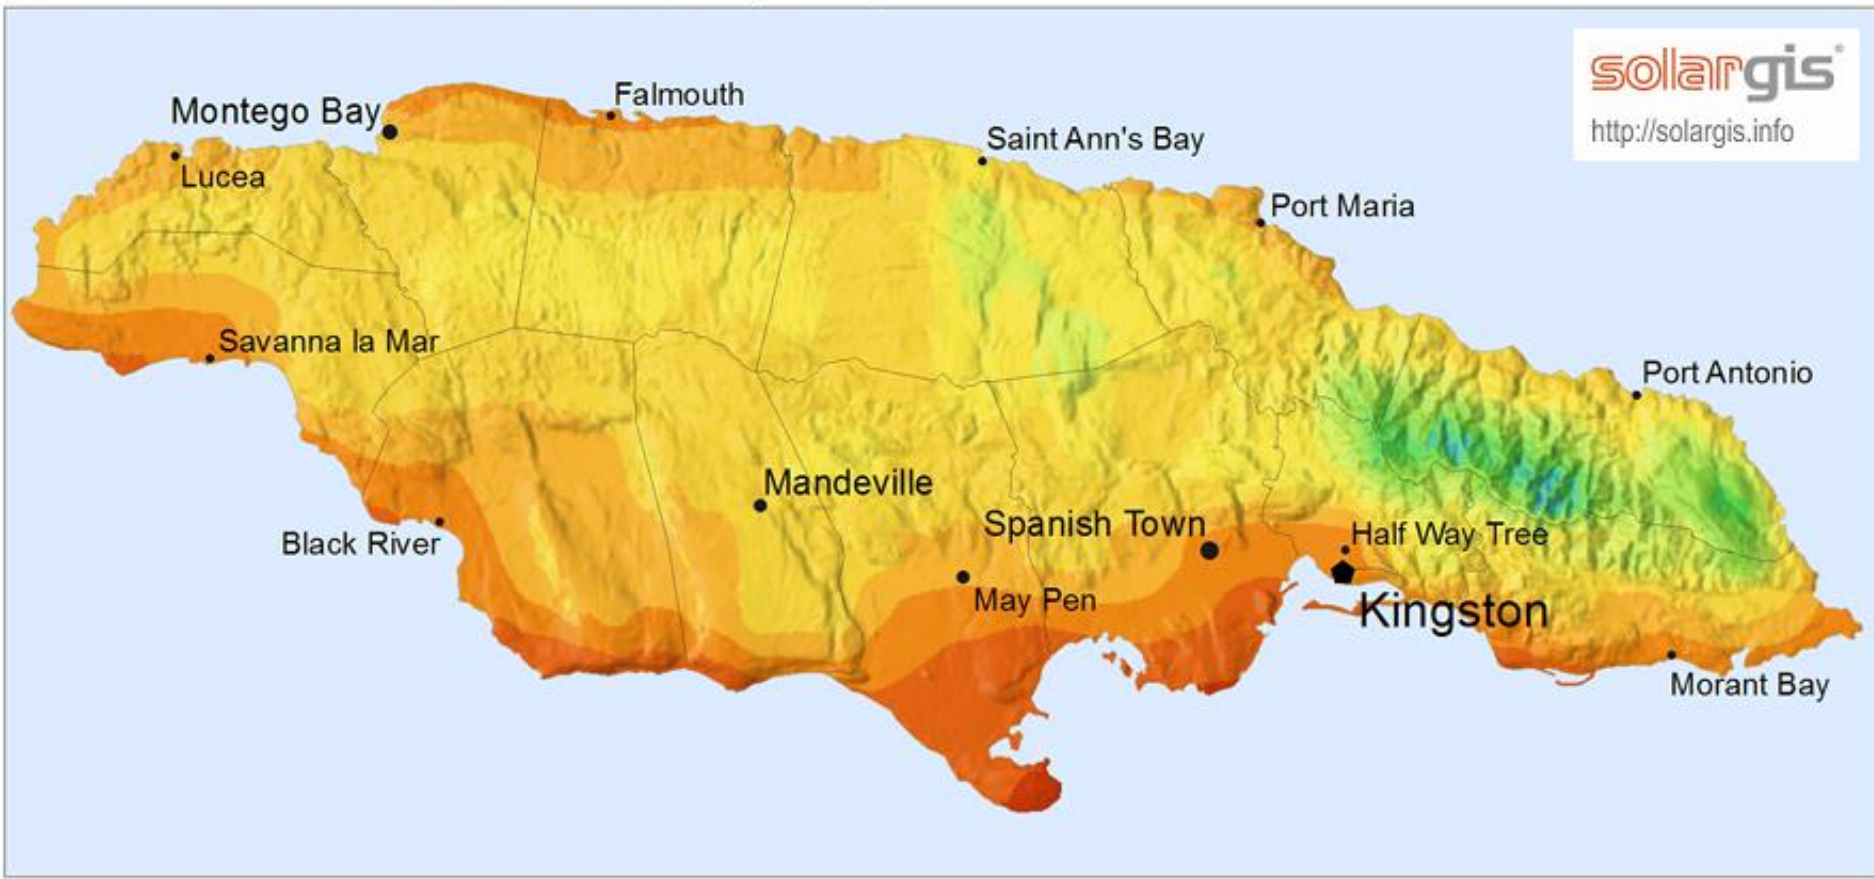 solargis
http://solargis.info
Montego Bay
Falmouth
Saint Ann's Bay
Lucea
Port Maria
Savanna la Mar
Port Antonio
Mandeville
Spanish Town
Half Way Tree
Black River
May Pen
Kingston
Morant Bay